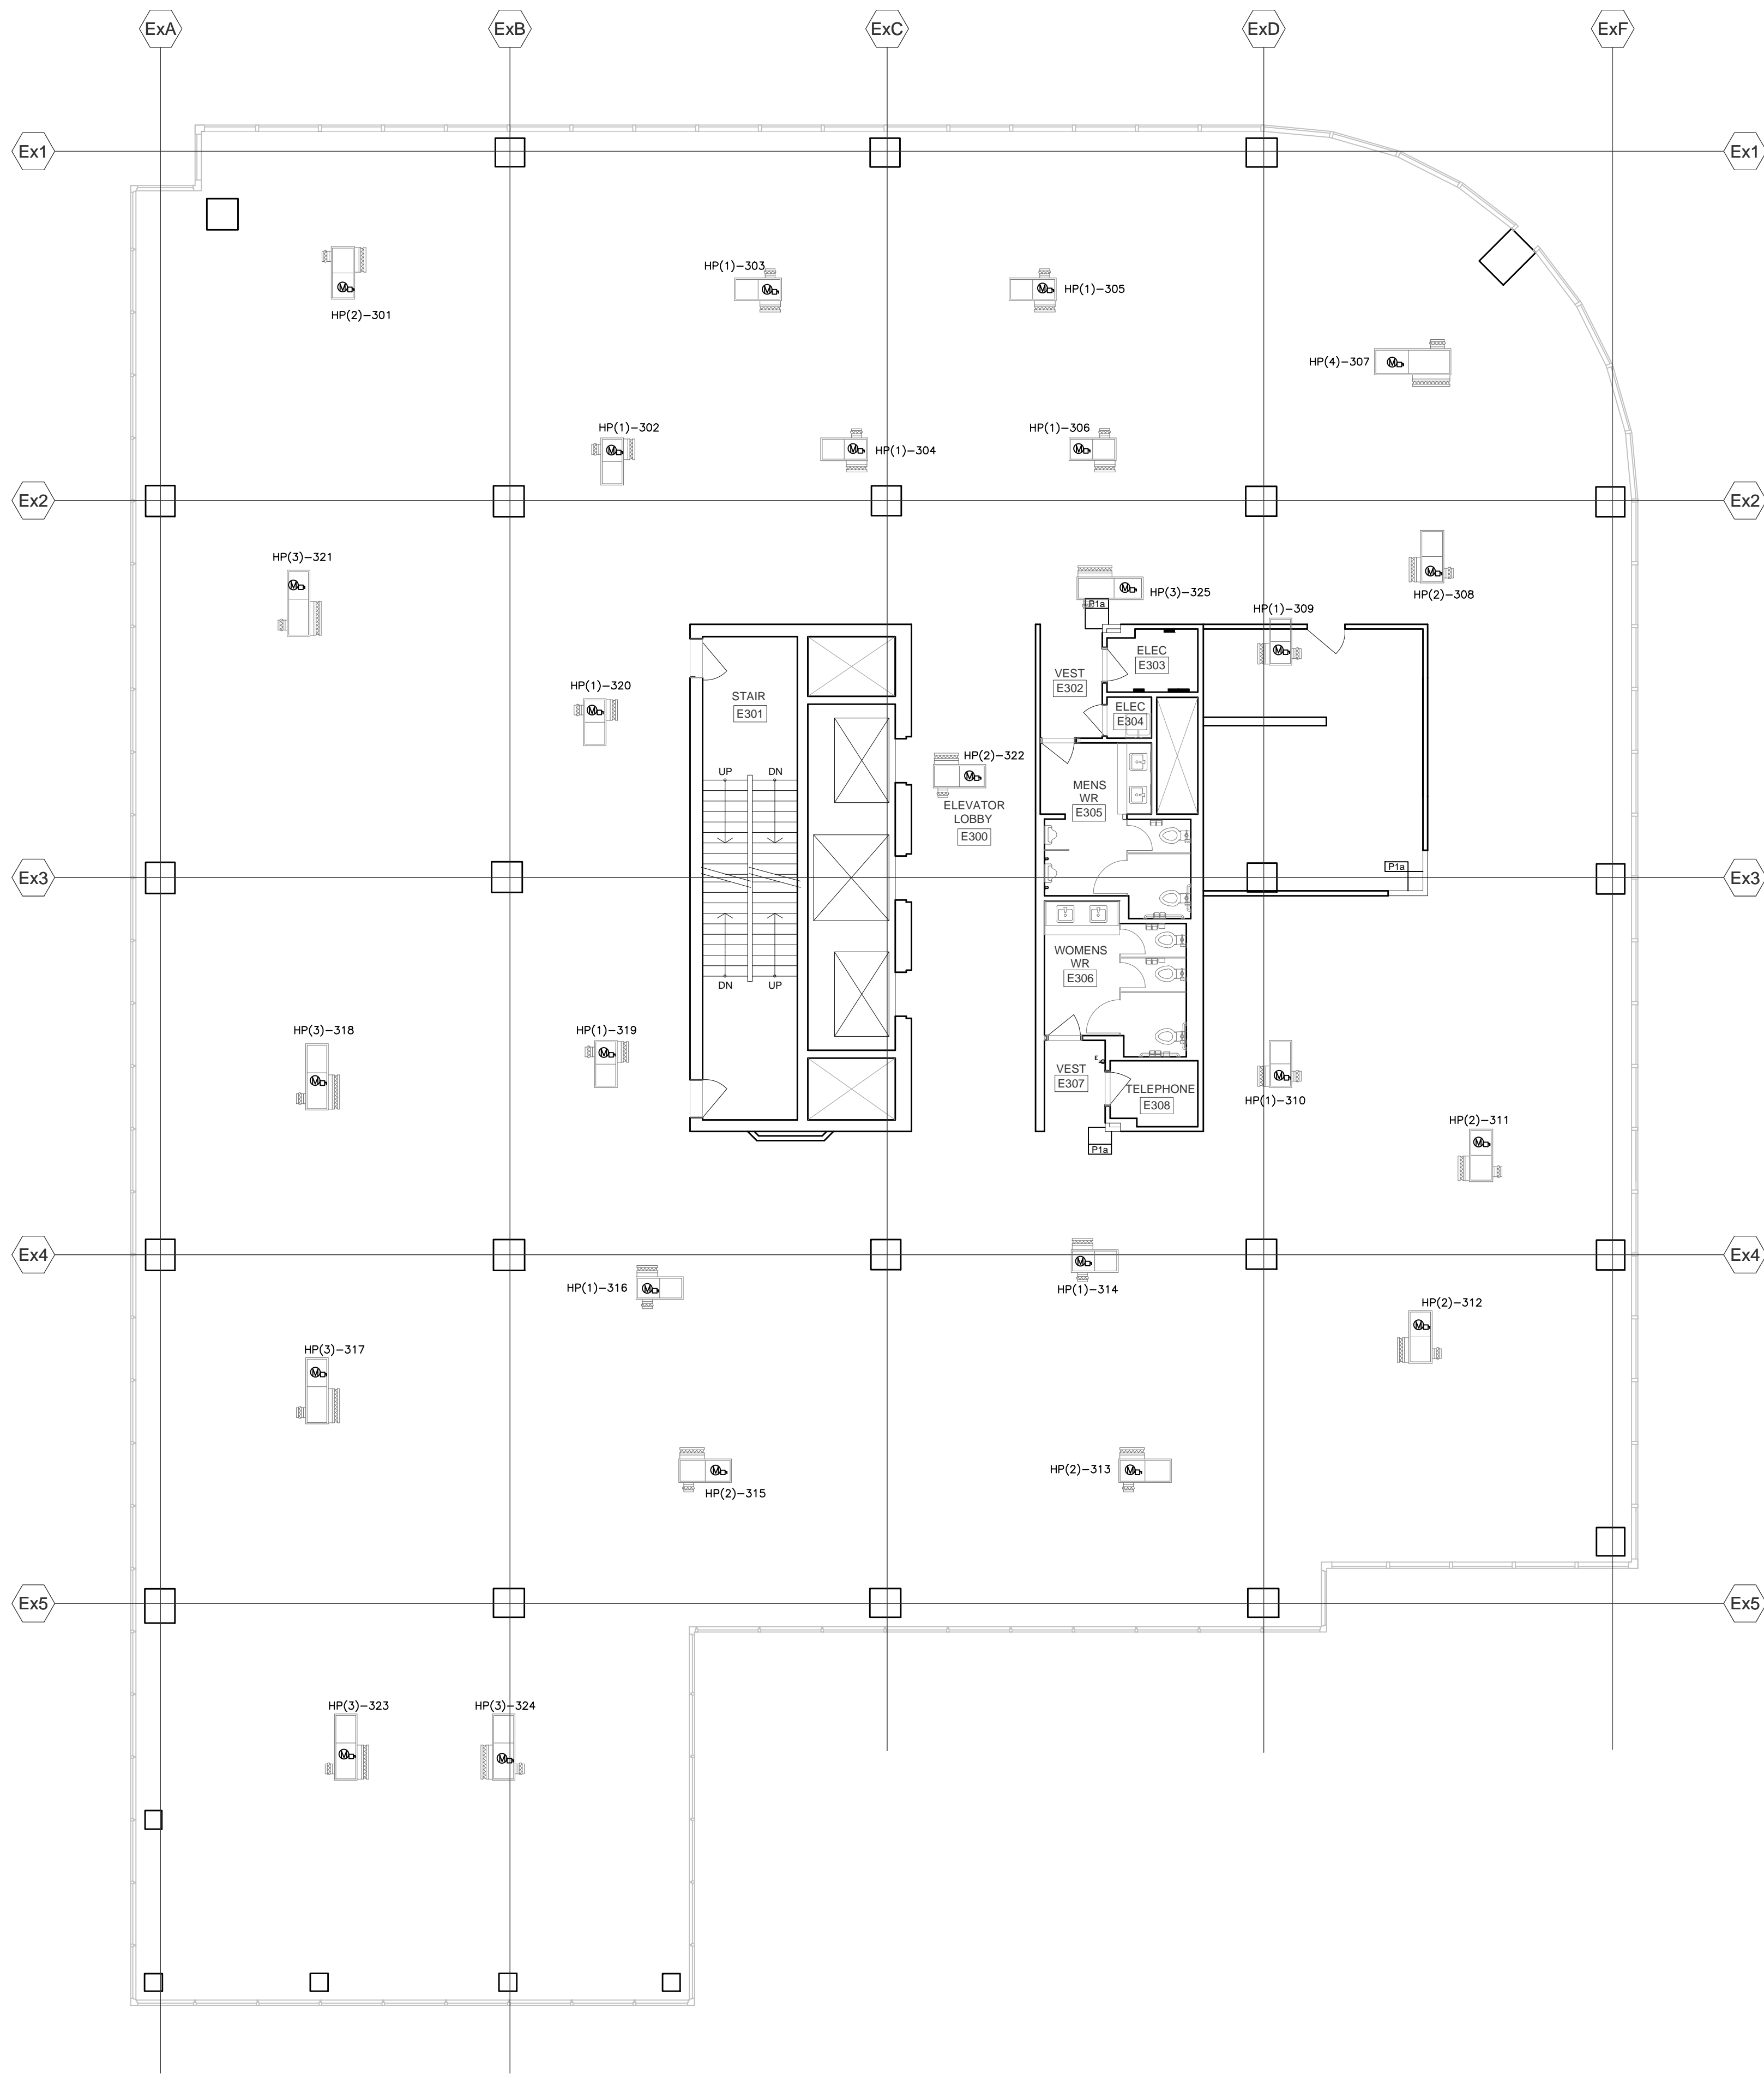 ExA
ExB
ExC
ExD
ExF
Ex1
Ex1
HP(1)-303
HP(1)-305
M
M
M
HP(2)-301
HP(4)-307
M
HP(1)-302
HP(1)-306
M
M
HP(1)-304
M
Ex2
Ex2
HP(3)-321
M
M
HP(3)-325
M
HP(2)-308
P1a
HP(1)-309
ELEC
E303
M
VEST
E302
HP(1)-320
M
STAIR
E301
ELEC
E304
HP(2)-322
M
UP
DN
MENS
WR
E305
ELEVATOR
LOBBY
E300
P1a
Ex3
Ex3
WOMENS
WR
E306
DN
UP
HP(3)-318
M
HP(1)-319
M
VEST
E307
TELEPHONE
E308
M
HP(1)-310
HP(2)-311
M
P1a
Ex4
Ex4
HP(1)-316
M
M
HP(1)-314
HP(2)-312
M
HP(3)-317
M
M
HP(2)-315
HP(2)-313
M
Ex5
Ex5
HP(3)-323
M
HP(3)-324
M